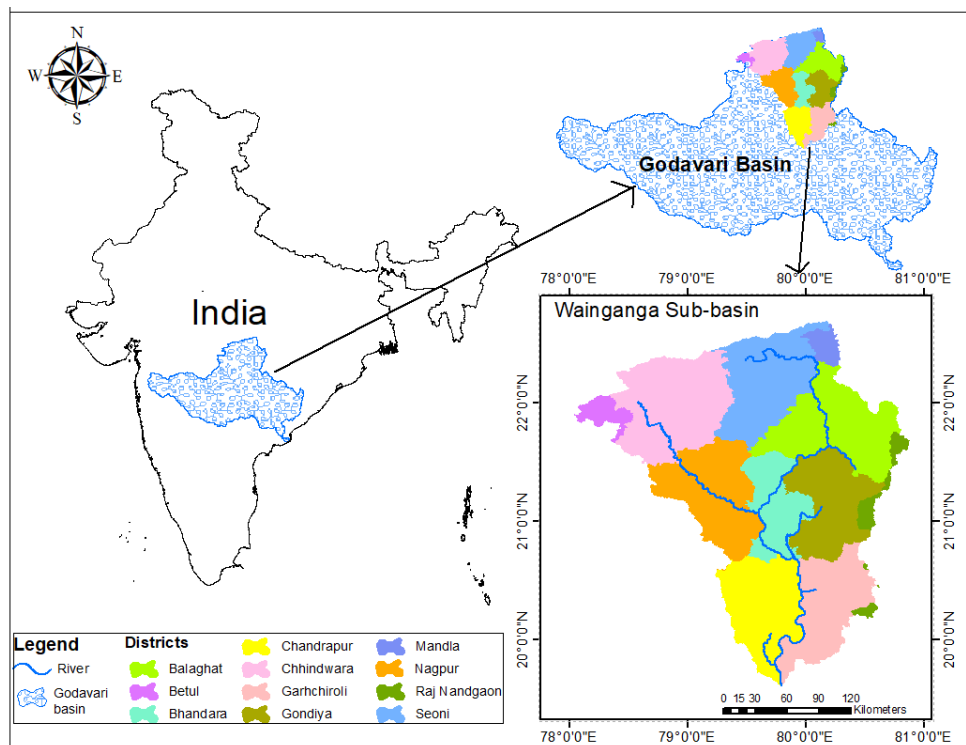 N
W E
S
India
Godavari Basin
78°0'0"E 79°0'0"E 80°0'0"E 81°0'0"E
Wainganga Sub-basin
22°0'0"N 22°0'0"N
21°0'0"N 21°0'0"N
20°0'0"N 20°0'0"N
0 15 30 60 90 120
Kilometers
78°0'0"E 79°0'0"E 80°0'0"E 81°0'0"E
Legend
River
Godavari
basin
Districts
Balaghat
Betul
Bhandara
Chandrapur
Chhindwara
Garhchiroli
Gondiya
Mandla
Nagpur
Raj Nandgaon
Seoni